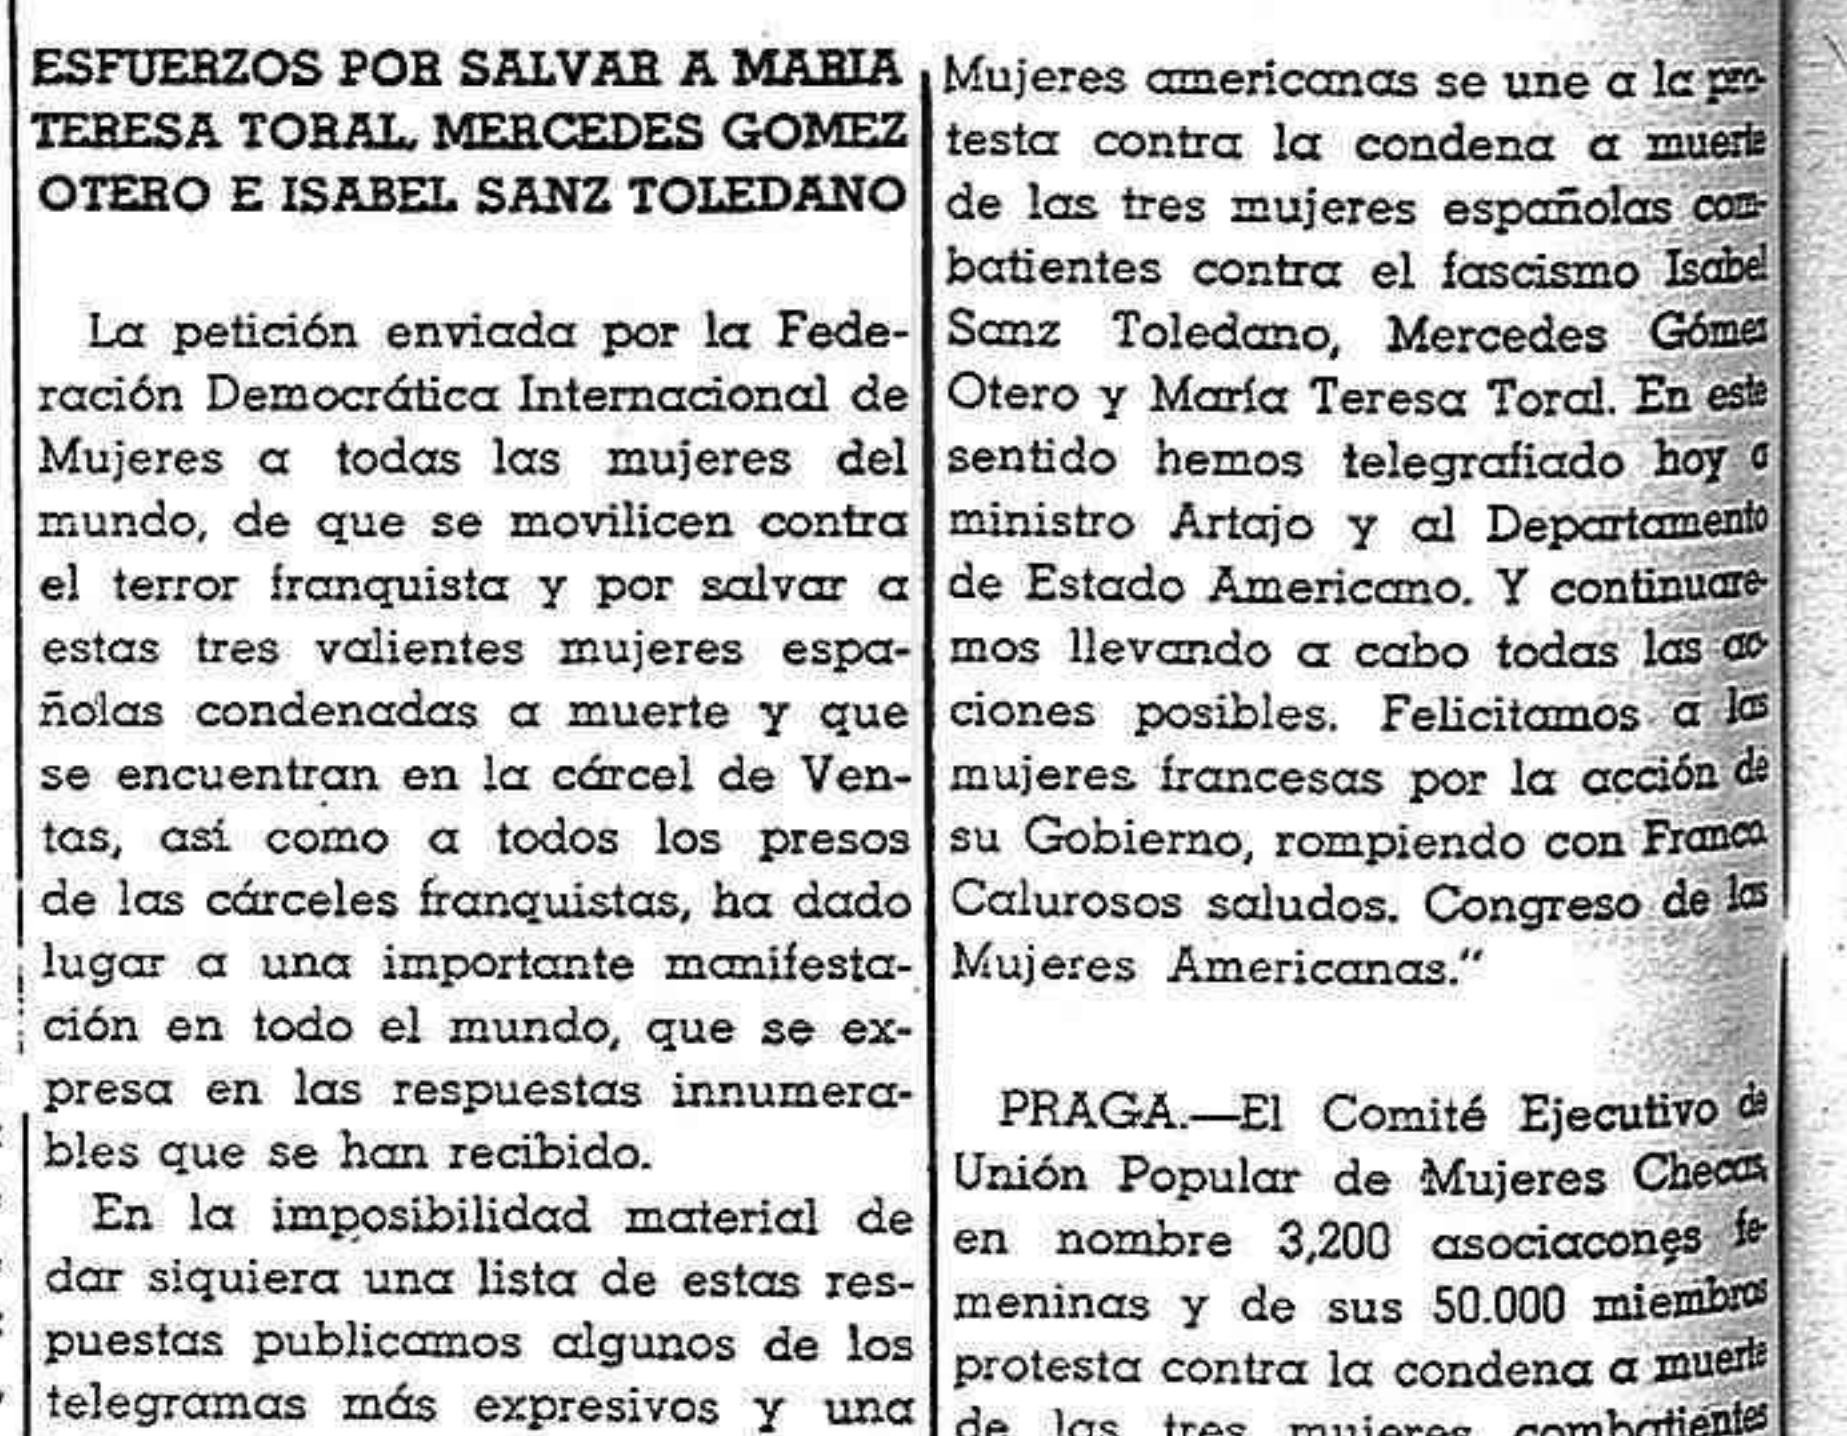 ESFUERZOS POR SALVAR A MARIA
TERESA TORAL, MERCEDES GOMEZ
OTERO E ISABEL SANZ TOLEDANO
La petición enviada por la Fede-
ración Democrática Internacional de
Mujeres a todas las mujeres del
mundo, de que se movilicen contra
el terror franquista y por salvar a
estas tres valientes mujeres espa-
ñolas condenadas a muerte y que
se encuentran en la cárcel de Ven-
tas, así como a todos los presos
de las cárceles franquistas, ha dado
lugar a una importante manifesta-
ción en todo el mundo, que se ex-
presa en las respuestas innumera-
bles que se han recibido.
En la imposibilidad material de
dar siquiera una lista de estas res-
puestas publicamos algunos de los
telegramas más expresivos y una
Mujeres americanas se une a la pro-
testa contra la condena a muerte
de las tres mujeres españolas com-
batientes contra el fascismo Isabel
Sanz Toledano, Mercedes Gómez
Otero y María Teresa Toral. En este
sentido hemos telegrafiado hoy a
ministro Artajo y al Departamento
de Estado Americano. Y continuare-
mos llevando a cabo todas las ac-
ciones posibles. Felicitamos a las
mujeres francesas por la acción de
su Gobierno, rompiendo con Franco
Calurosos saludos. Congreso de las
Mujeres Americanas.“
PRAGA.—El Comité Ejecutivo de
Unión Popular de Mujeres Checas,
en nombre 3,200 asociacones fe-
meninas y de sus 50.000 miembros
protesta contra la condena a muerte
de las tres mujeres combatientes